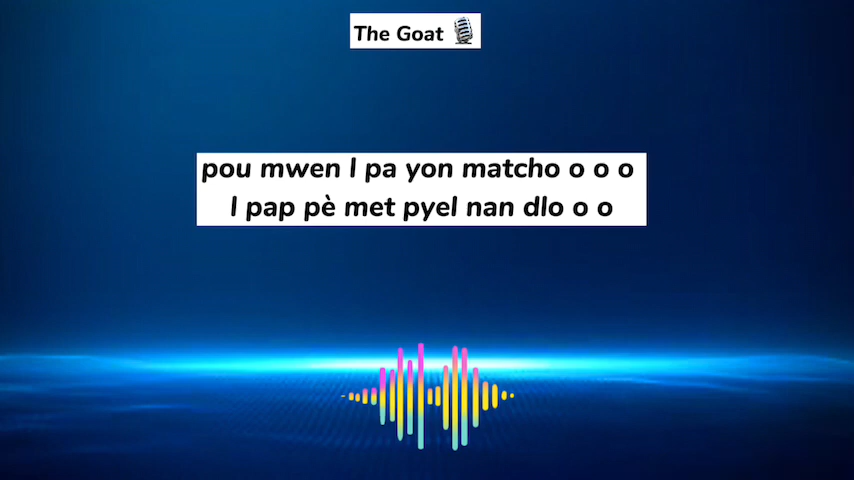 The Goat
pou mwen l pa yon matcho o o o
l pap pè met pyel nan dlo o o